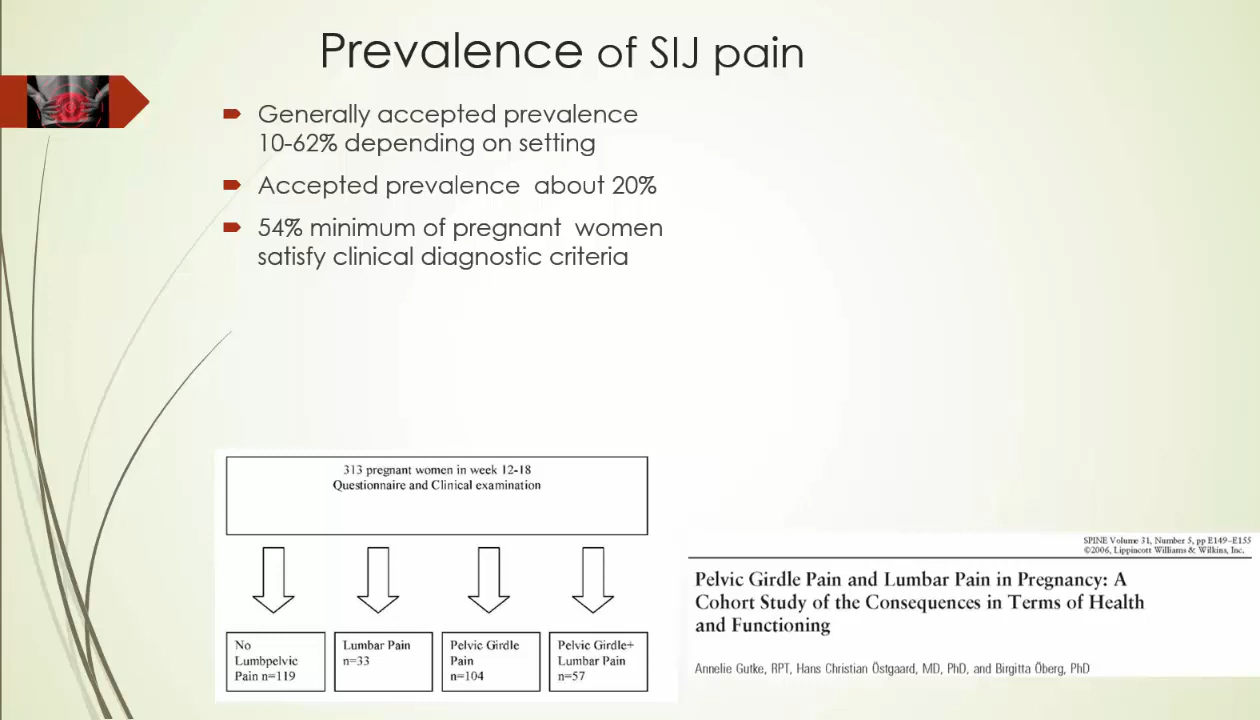 Prevalence of SIJ pain
Generally accepted prevalence
10-62% depending on setting
Accepted prevalence about 20%
54% minimum of pregnant women
satisfy clinical diagnostic criteria
313 pregnant women in week 12-18
Questionnaire and Clinical examination
No
Lumbpelvic
Pain n=119
Lumbar Pain
n=33
Pelvic Girdle
Pain
n=104
Pelvic Girdle+
Lumbar Pain
n=57
SPINE Volume 31, Number 5, pp E149–E155
©2006, Lippincott Williams & Wilkins, Inc.
Pelvic Girdle Pain and Lumbar Pain in Pregnancy: A
Cohort Study of the Consequences in Terms of Health
and Functioning
Annelie Gutke, RPT, Hans Christian Östgaard, MD, PhD, and Birgitta Öberg, PhD